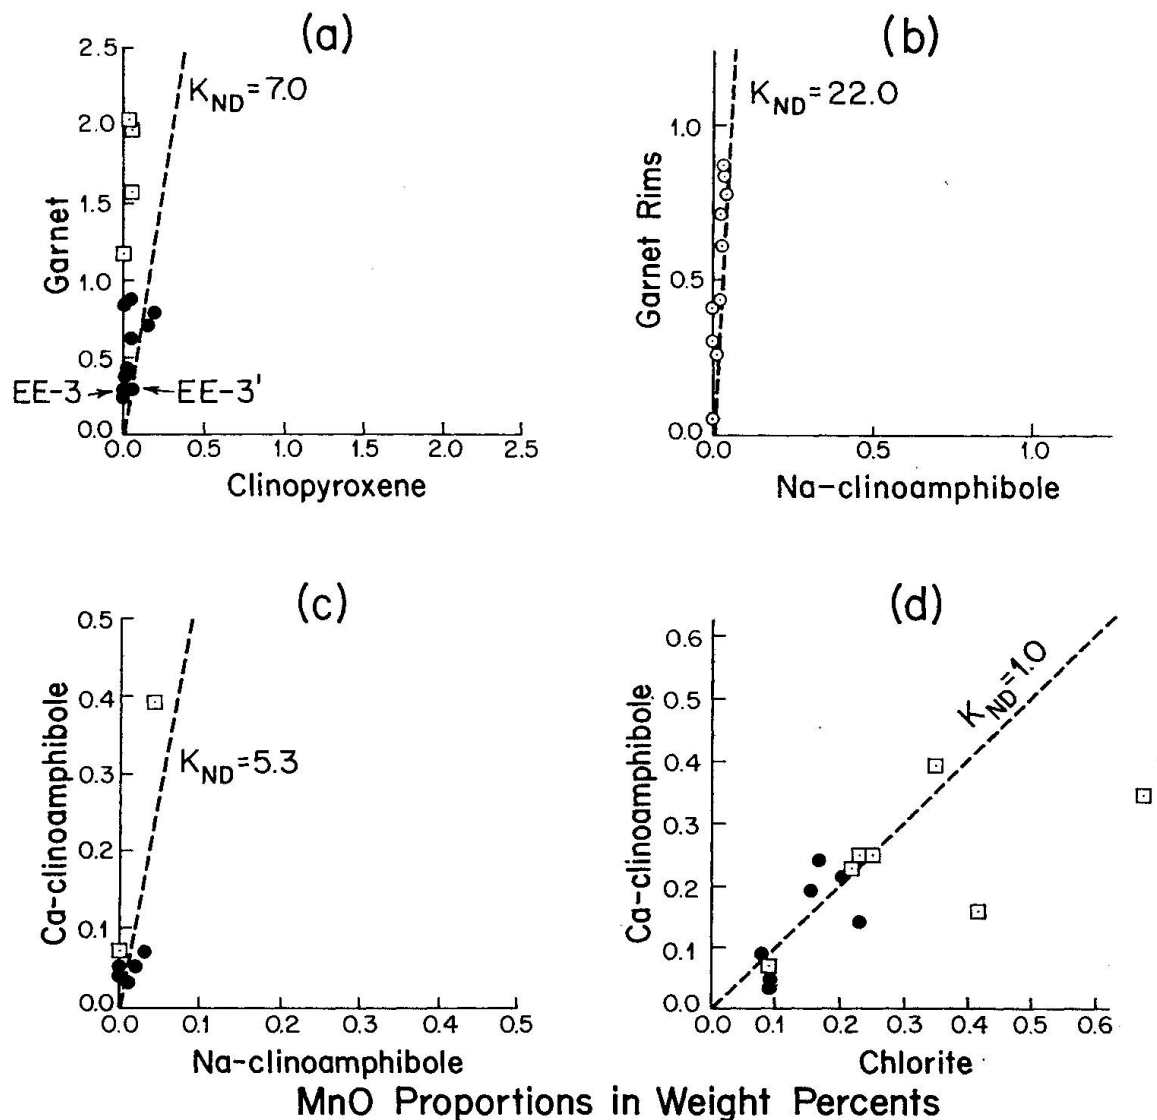 (a)
2.5
2.0
1.5
1.0
0.5
0.0
Garnet
K_ND=7.0
EE-3
EE-3'
0.0 0.5 1.0 1.5 2.0 2.5
Clinopyroxene
(b)
1.0
0.5
0.0
Garnet Rims
K_ND=22.0
0.0 0.5 1.0
Na-clinoamphibole
(c)
0.5
0.4
0.3
0.2
0.1
0.0
Ca-clinoamphibole
K_ND=5.3
0.0 0.1 0.2 0.3 0.4 0.5
Na-clinoamphibole
(d)
0.6
0.5
0.4
0.3
0.2
0.1
0.0
Ca-clinoamphibole
K_ND=1.0
0.0 0.1 0.2 0.3 0.4 0.5 0.6
Chlorite
MnO Proportions in Weight Percents